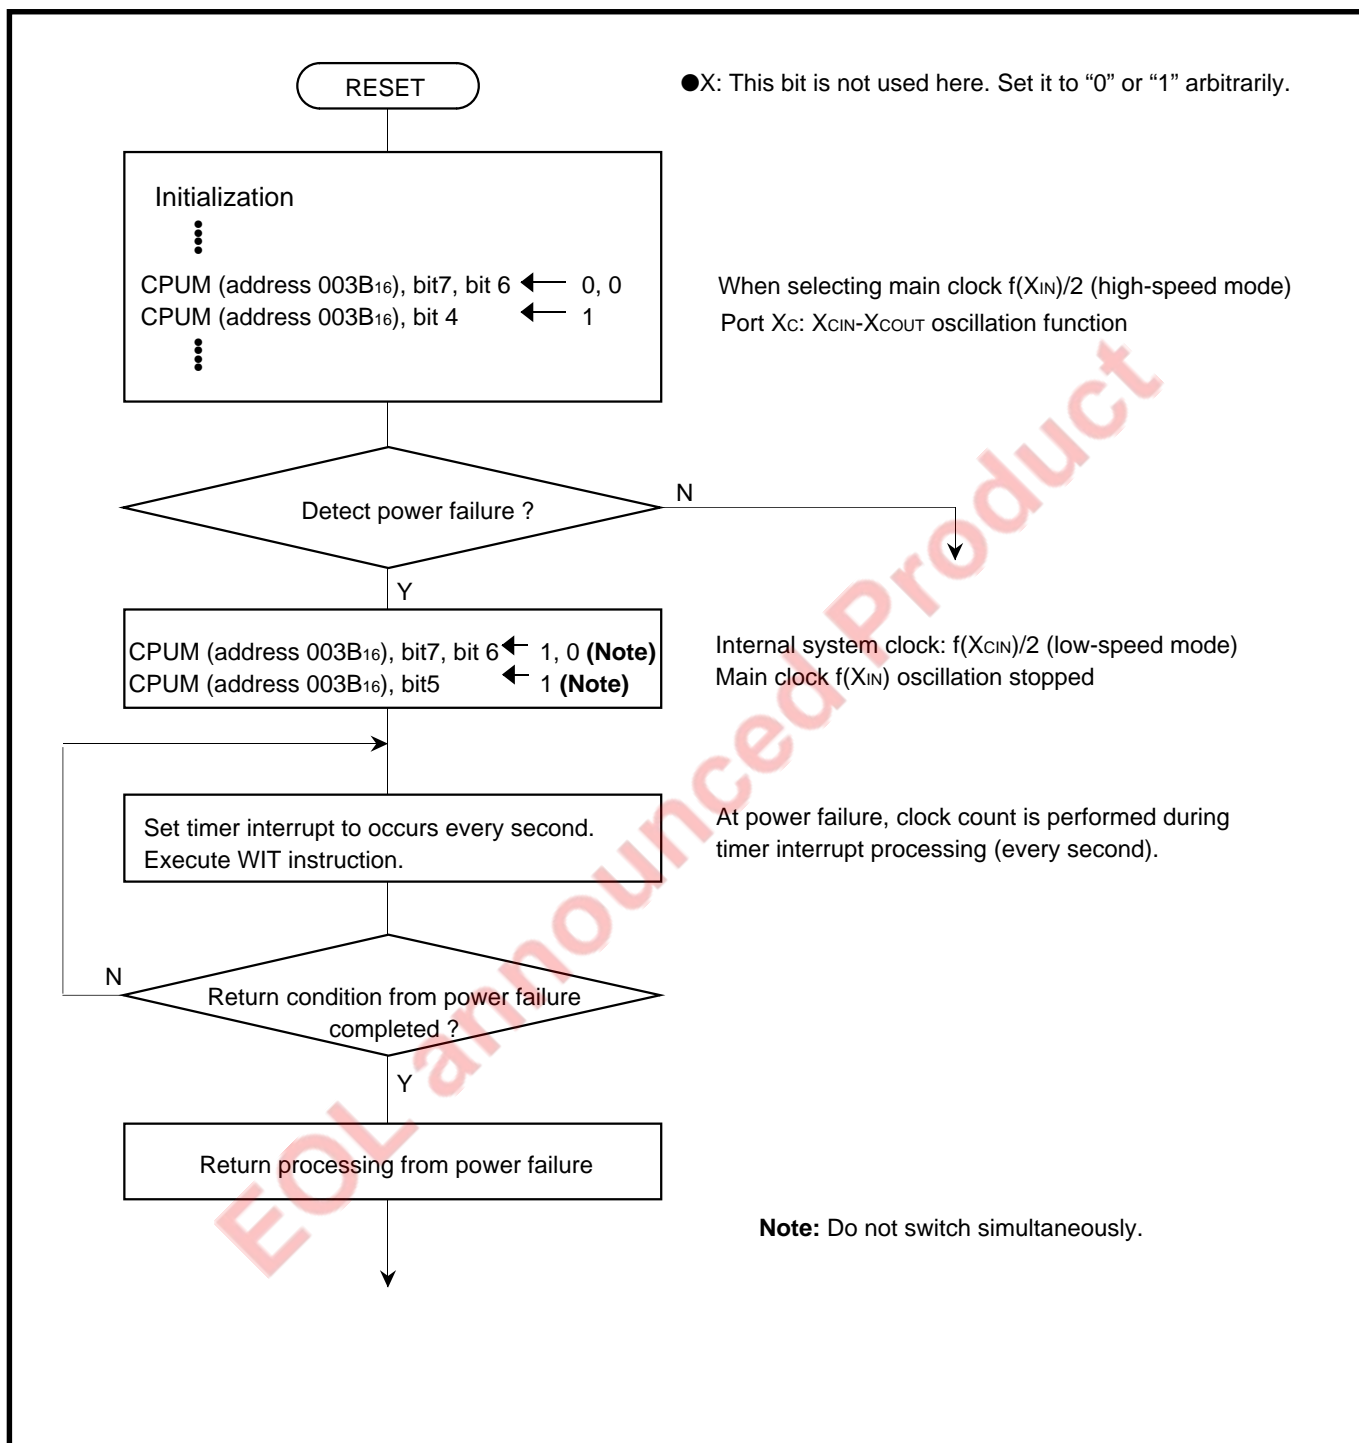 RESET
●X: This bit is not used here. Set it to “0” or “1” arbitrarily.
Initialization
CPUM (address 003B16), bit7, bit 6 ← 0, 0
When selecting main clock f(XIN)/2 (high-speed mode)
CPUM (address 003B16), bit 4 ← 1
Port XC: XCIN-XCOUT oscillation function
Detect power failure ?
N
Y
CPUM (address 003B16), bit7, bit 6 ← 1, 0 (Note)
Internal system clock: f(XCIN)/2 (low-speed mode)
CPUM (address 003B16), bit5 ← 1 (Note)
Main clock f(XIN) oscillation stopped
Set timer interrupt to occurs every second.
Execute WIT instruction.
At power failure, clock count is performed during
timer interrupt processing (every second).
N
Return condition from power failure
completed ?
Y
Return processing from power failure
Note: Do not switch simultaneously.
EOL announced Product